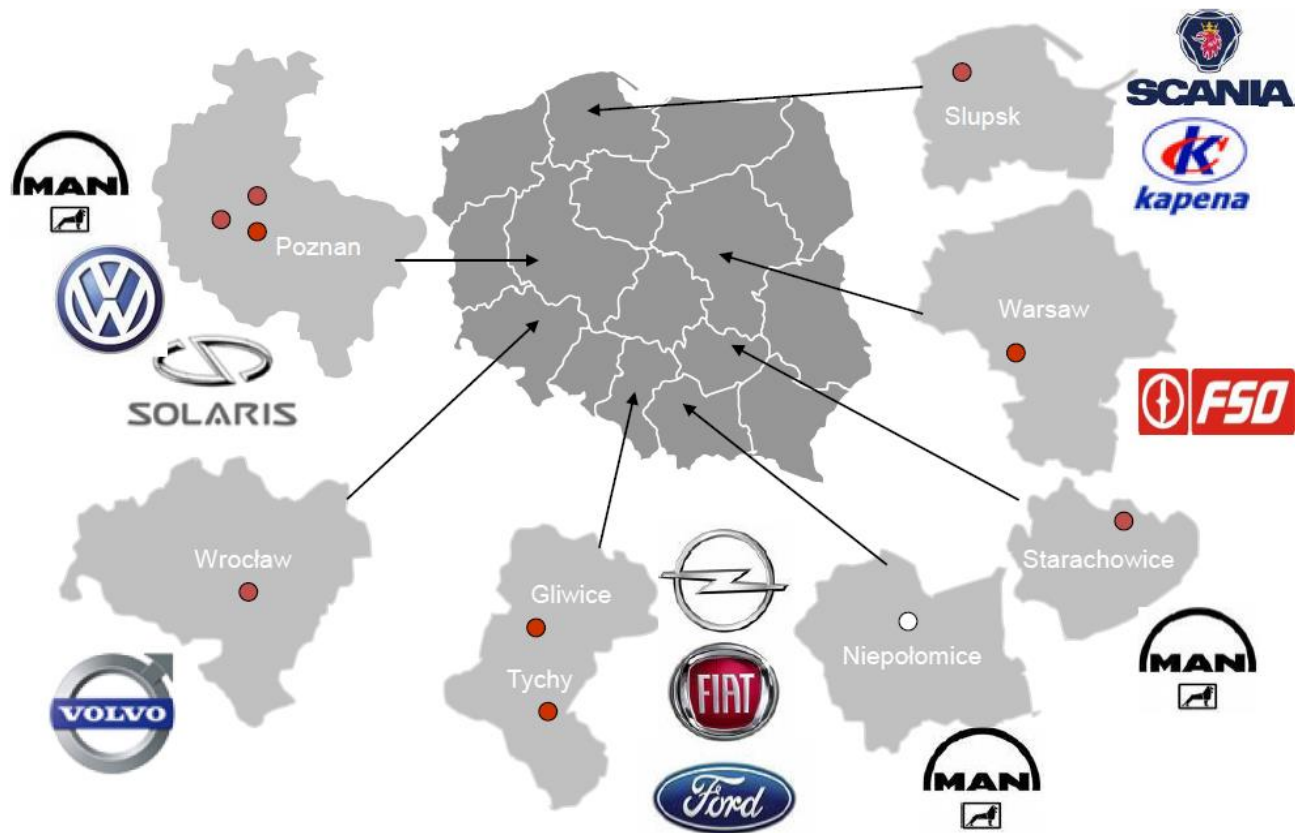 SCANIA
Slupsk
kapena
MAN
Poznan
SOLARIS
Warsaw
FSO
Wrocław
VOLVO
Gliwice
Tychy
FIAT
Ford
Niepołomice
MAN
Starachowice
MAN
VW
K